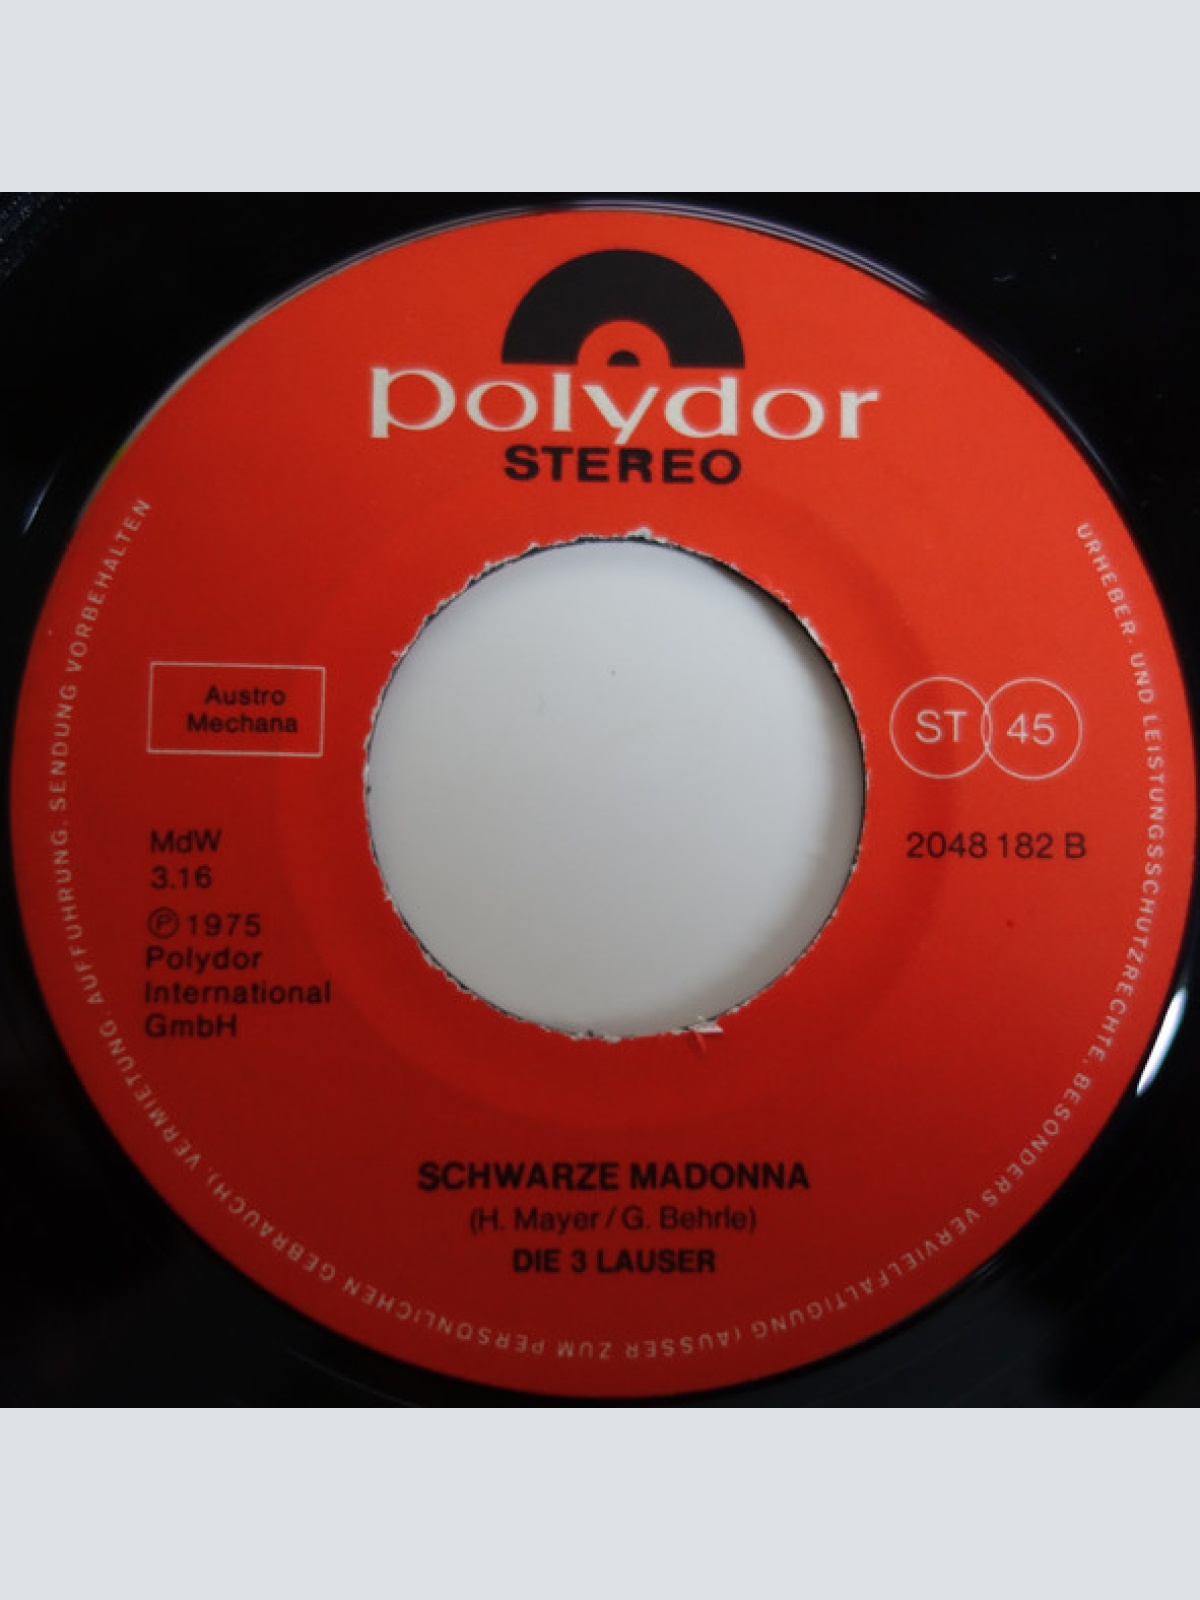 polydor
STEREO
Austro
Mechana
ST 45
MdW
3.16
℗ 1975
Polydor
International
GmbH
2048 182 B
SCHWARZE MADONNA
(H. Mayer / G. Behrle)
DIE 3 LAUSER
URHEBER- UND LEISTUNGSSCHUTZRECHTE, BESONDERS VERVIELFÄLTIGUNG (AUSSER ZUM PERSÖNLICHEN GEBRAUCH), VERMIETUNG, AUFFÜHRUNG, SENDUNG VORBEHALTEN